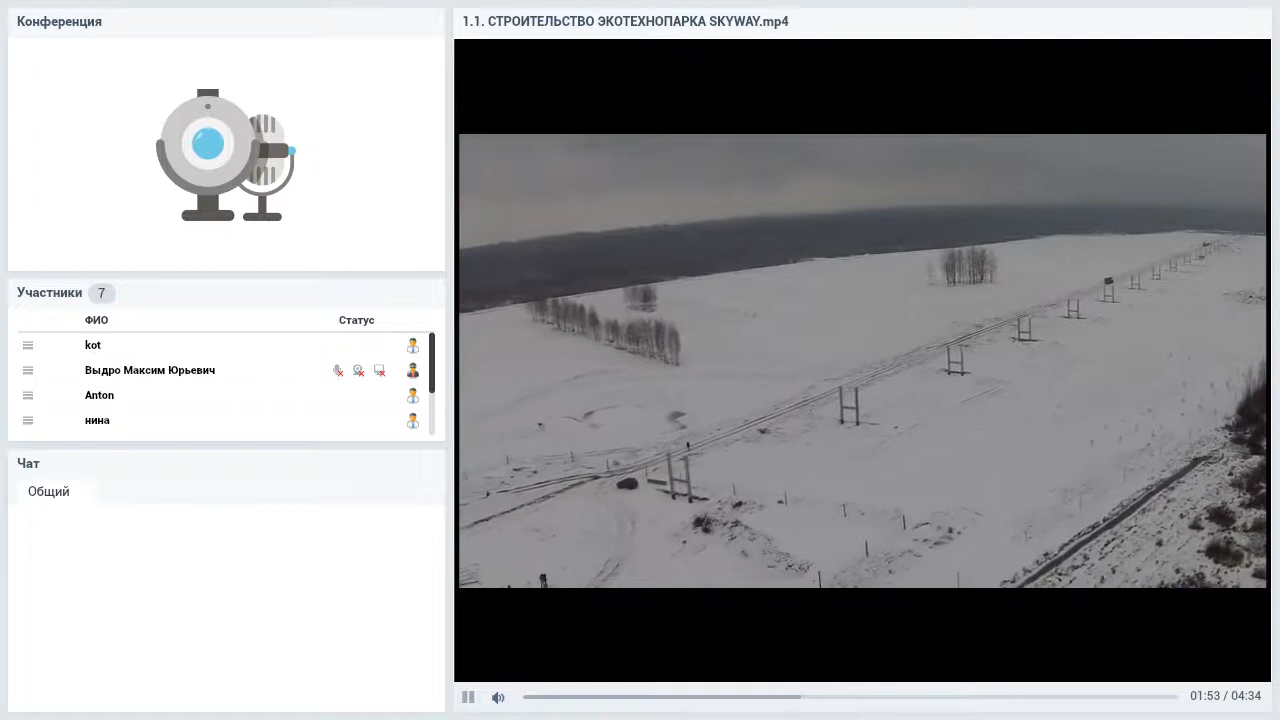 Конференция
1.1. СТРОИТЕЛЬСТВО ЭКОТЕХНОПАРКА SKYWAY.mp4
Участники 7
ФИО Статус
kot
Выдро Максим Юрьевич
Anton
нина
Чат
Общий
01:53 / 04:34